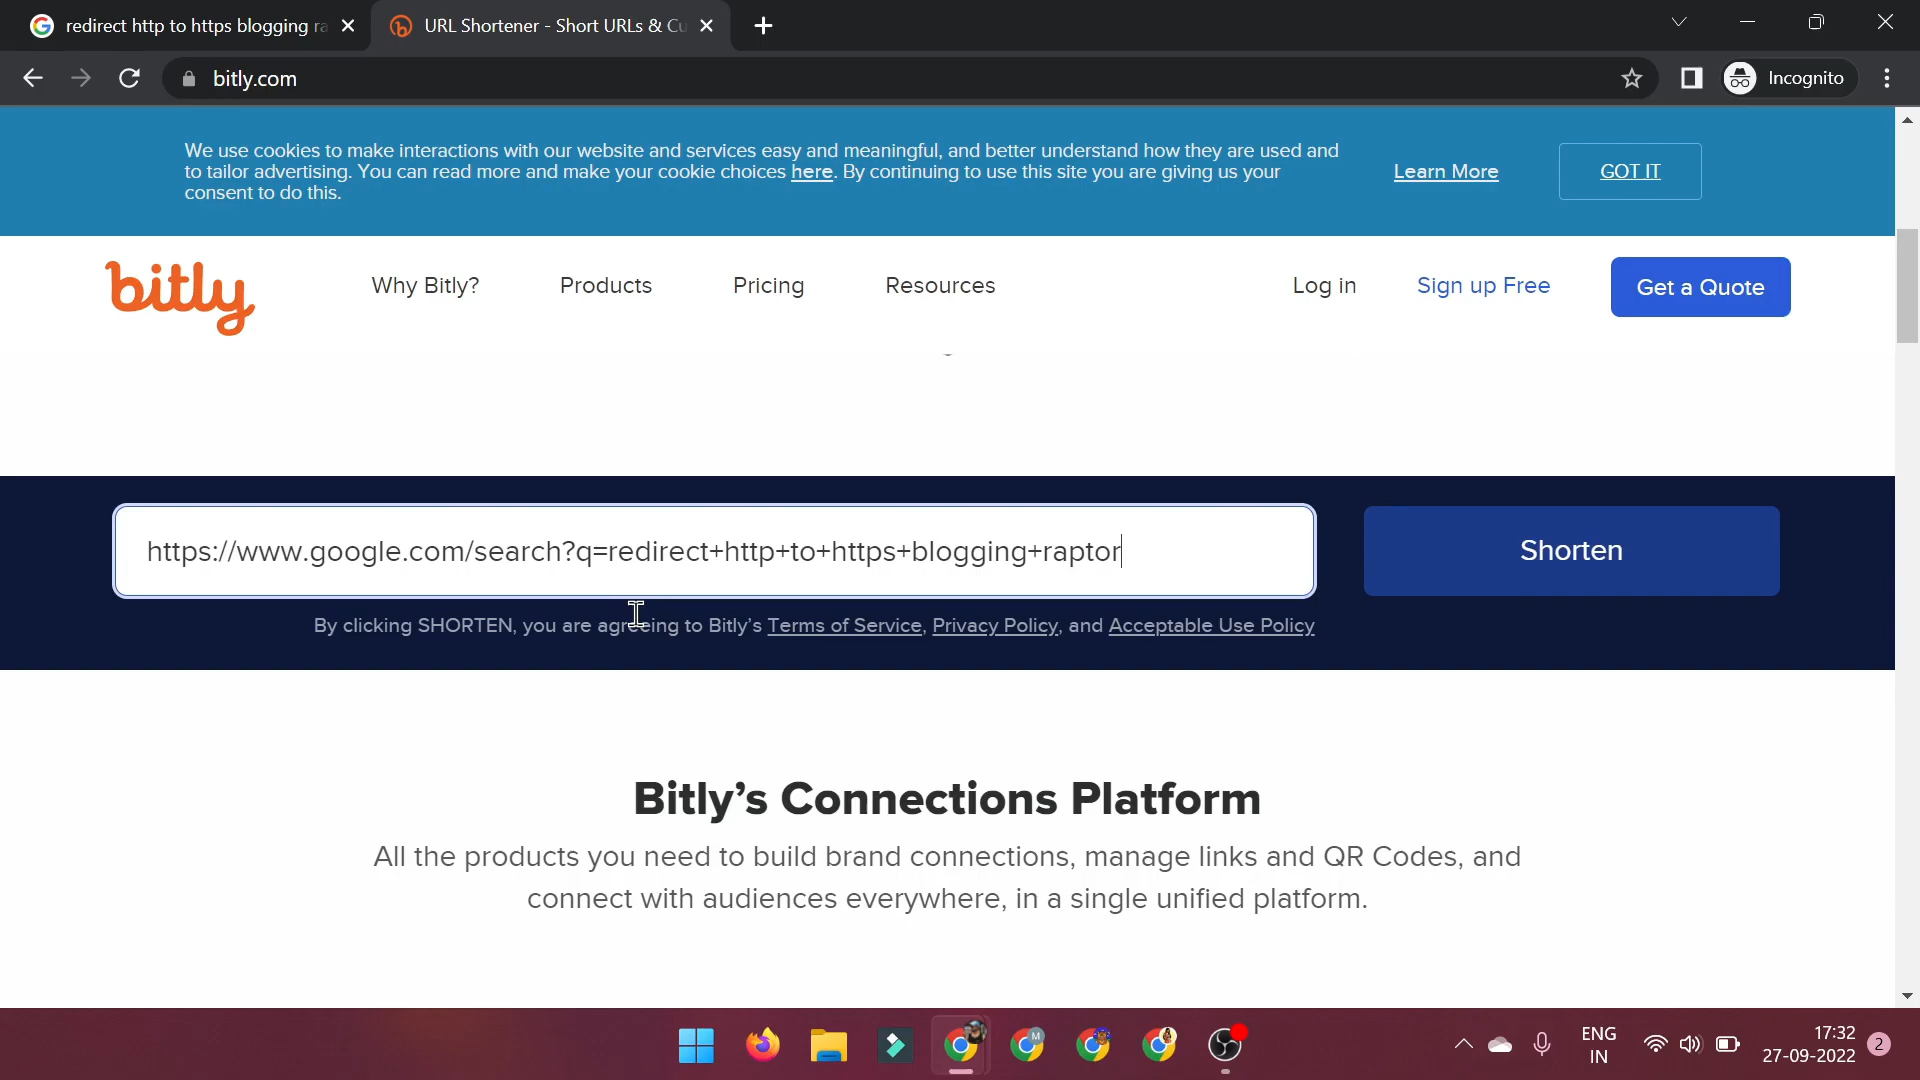 redirect http to https blogging ra
URL Shortener - Short URLs & Cu
bitly.com
Incognito
We use cookies to make interactions with our website and services easy and meaningful, and better understand how they are used and
to tailor advertising. You can read more and make your cookie choices here. By continuing to use this site you are giving us your
consent to do this.
Learn More
GOT IT
bitly
Why Bitly?
Products
Pricing
Resources
Log in
Sign up Free
Get a Quote
https://www.google.com/search?q=redirect+http+to+https+blogging+raptor
Shorten
By clicking SHORTEN, you are agreeing to Bitly's Terms of Service, Privacy Policy, and Acceptable Use Policy
Bitly's Connections Platform
All the products you need to build brand connections, manage links and QR Codes, and
connect with audiences everywhere, in a single unified platform.
M
ENG
IN
17:32
27-09-2022
2